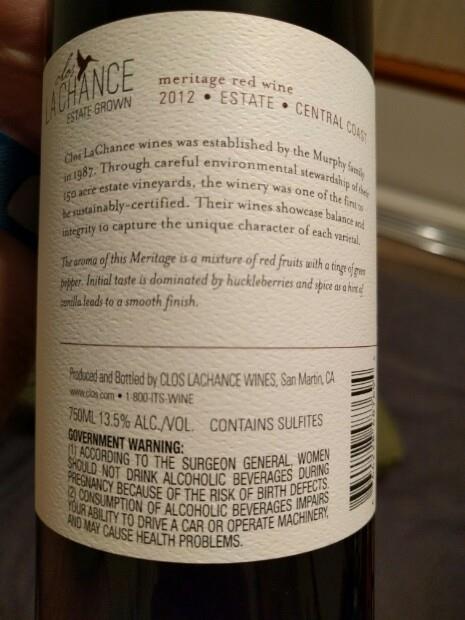 clos
LACHANCE
ESTATE GROWN
meritage red wine
2012 • ESTATE • CENTRAL COAST
Clos LaChance wines was established by the Murphy family
in 1987. Through careful environmental stewardship of their
150 acre estate vineyards, the winery was one of the first to
be sustainably-certified. Their wines showcase balance and
integrity to capture the unique character of each varietal.
The aroma of this Meritage is a mixture of red fruits with a tinge of green
pepper. Initial taste is dominated by huckleberries and spice as a hint of
vanilla leads to a smooth finish.
Produced and Bottled by CLOS LACHANCE WINES, San Martin, CA
www.clos.com • 1-800-ITS-WINE
750ML 13.5% ALC./VOL. CONTAINS SULFITES
GOVERNMENT WARNING:
(1) ACCORDING TO THE SURGEON GENERAL, WOMEN
SHOULD NOT DRINK ALCOHOLIC BEVERAGES DURING
PREGNANCY BECAUSE OF THE RISK OF BIRTH DEFECTS.
(2) CONSUMPTION OF ALCOHOLIC BEVERAGES IMPAIRS
YOUR ABILITY TO DRIVE A CAR OR OPERATE MACHINERY,
AND MAY CAUSE HEALTH PROBLEMS.